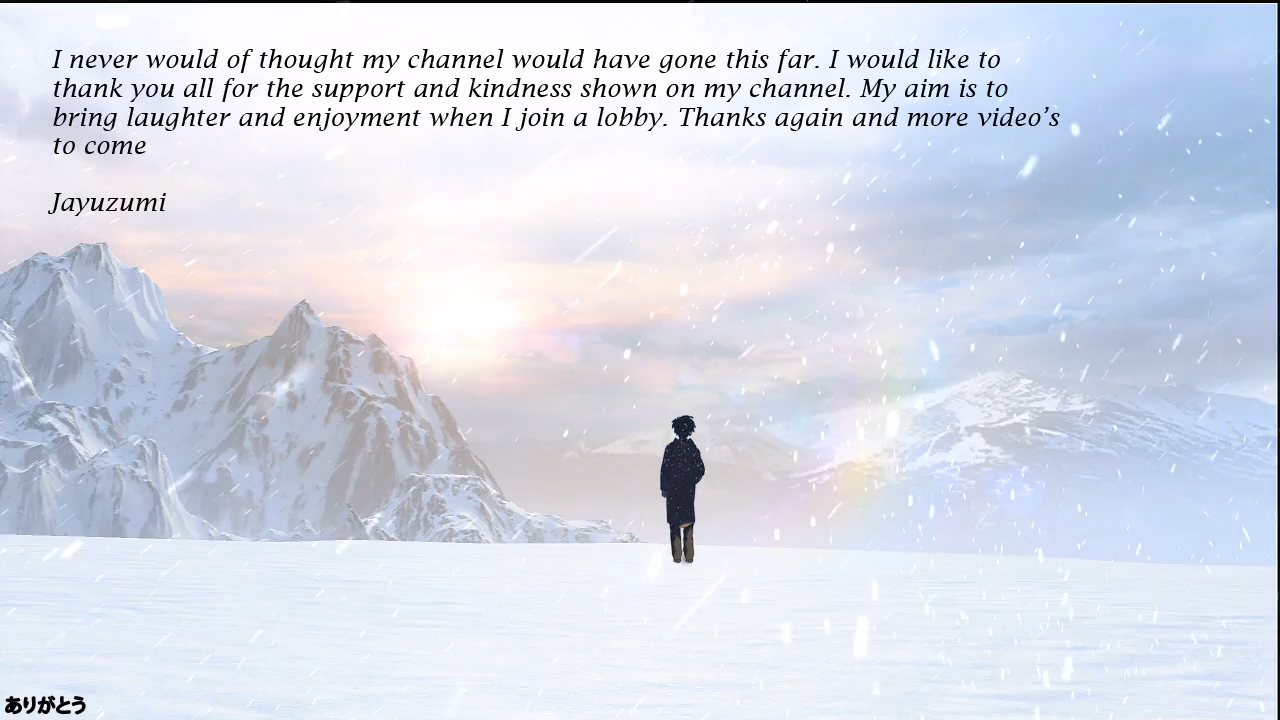 I never would of thought my channel would have gone this far. I would like to
thank you all for the support and kindness shown on my channel. My aim is to
bring laughter and enjoyment when I join a lobby. Thanks again and more video's
to come
Jayuzumi
ありがとう